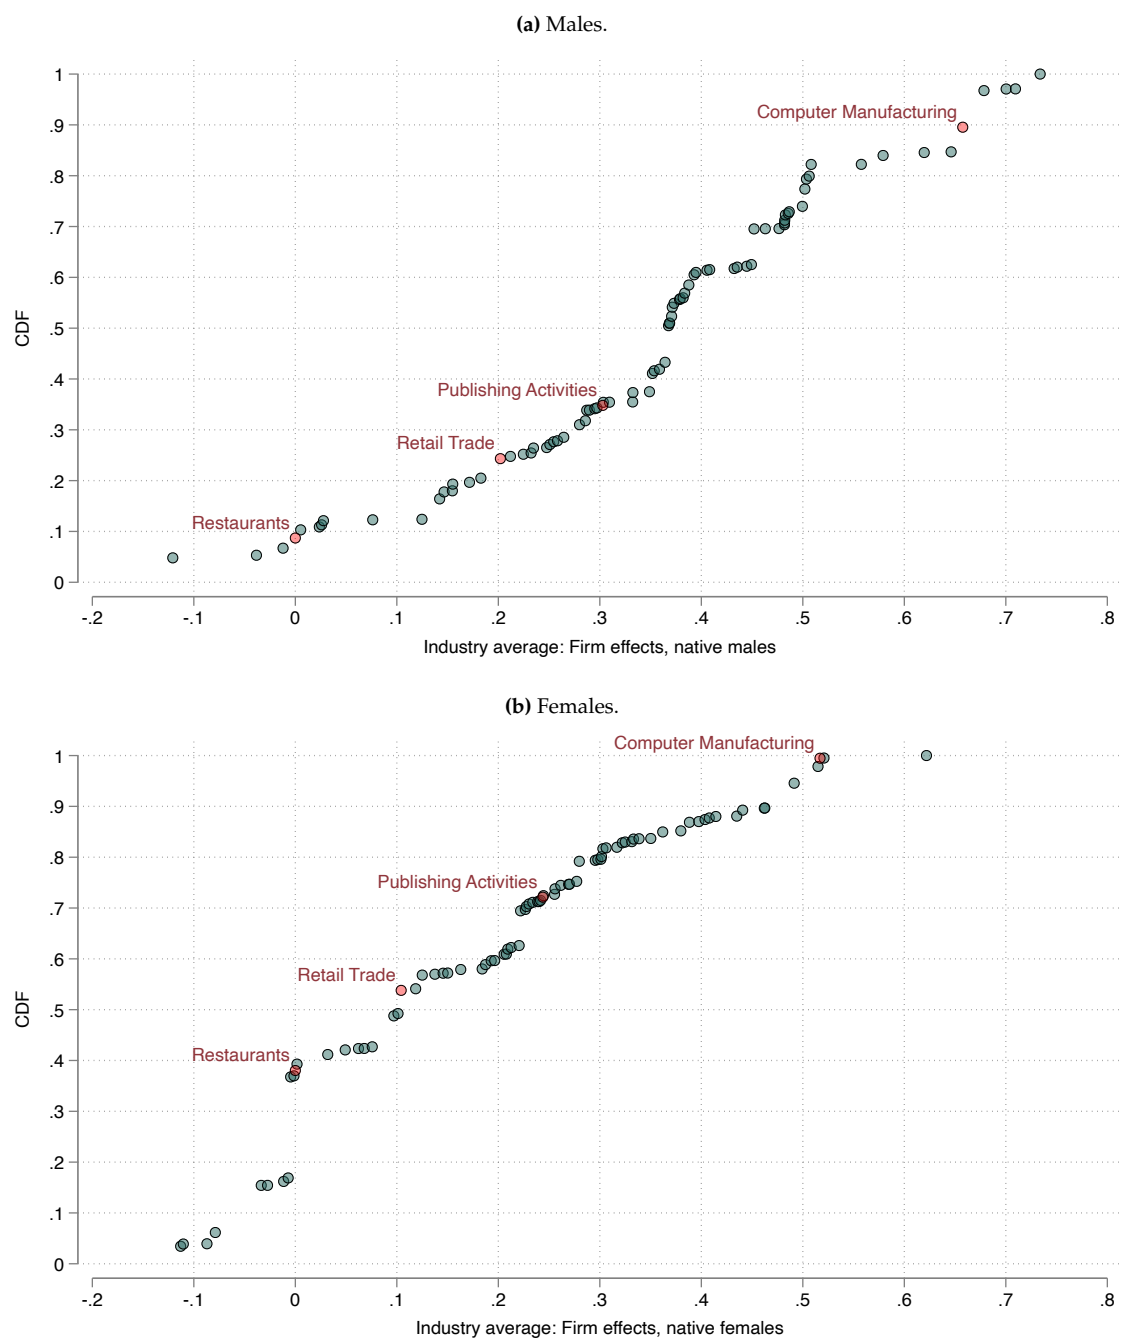 (a) Males.
1
.9
.8
.7
.6
.5
.4
.3
.2
.1
0
CDF
Computer Manufacturing
Publishing Activities
Retail Trade
Restaurants
-.2 -.1 0 .1 .2 .3 .4 .5 .6 .7 .8
Industry average: Firm effects, native males
(b) Females.
1
.9
.8
.7
.6
.5
.4
.3
.2
.1
0
CDF
Computer Manufacturing
Publishing Activities
Retail Trade
Restaurants
-.2 -.1 0 .1 .2 .3 .4 .5 .6 .7 .8
Industry average: Firm effects, native females